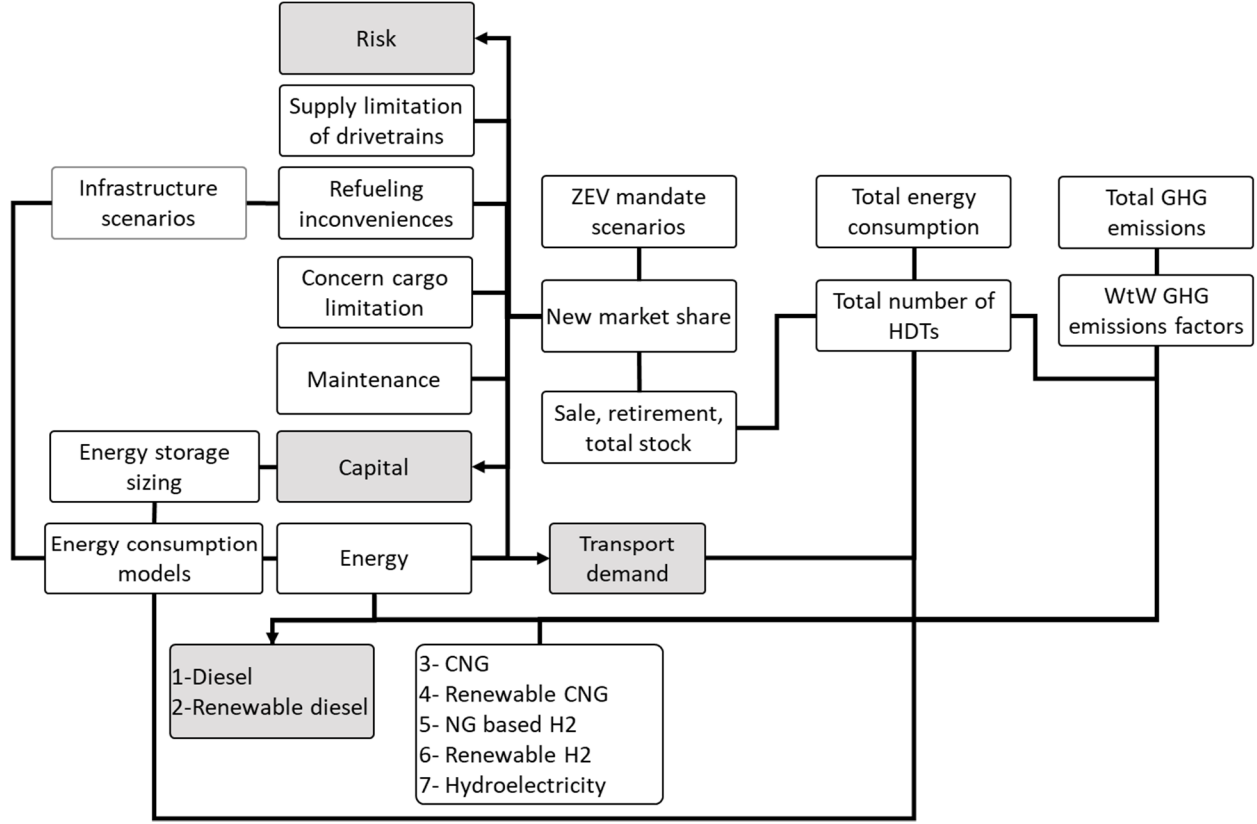 Risk
Supply limitation
of drivetrains
Infrastructure
scenarios
Refueling
inconveniences
ZEV mandate
scenarios
Total energy
consumption
Total GHG
emissions
Concern cargo
limitation
New market share
Total number of
HDTs
WtW GHG
emissions factors
Maintenance
Sale, retirement,
total stock
Energy storage
sizing
Capital
Energy consumption
models
Energy
Transport
demand
1-Diesel
2-Renewable diesel
3- CNG
4- Renewable CNG
5- NG based H2
6- Renewable H2
7- Hydroelectricity